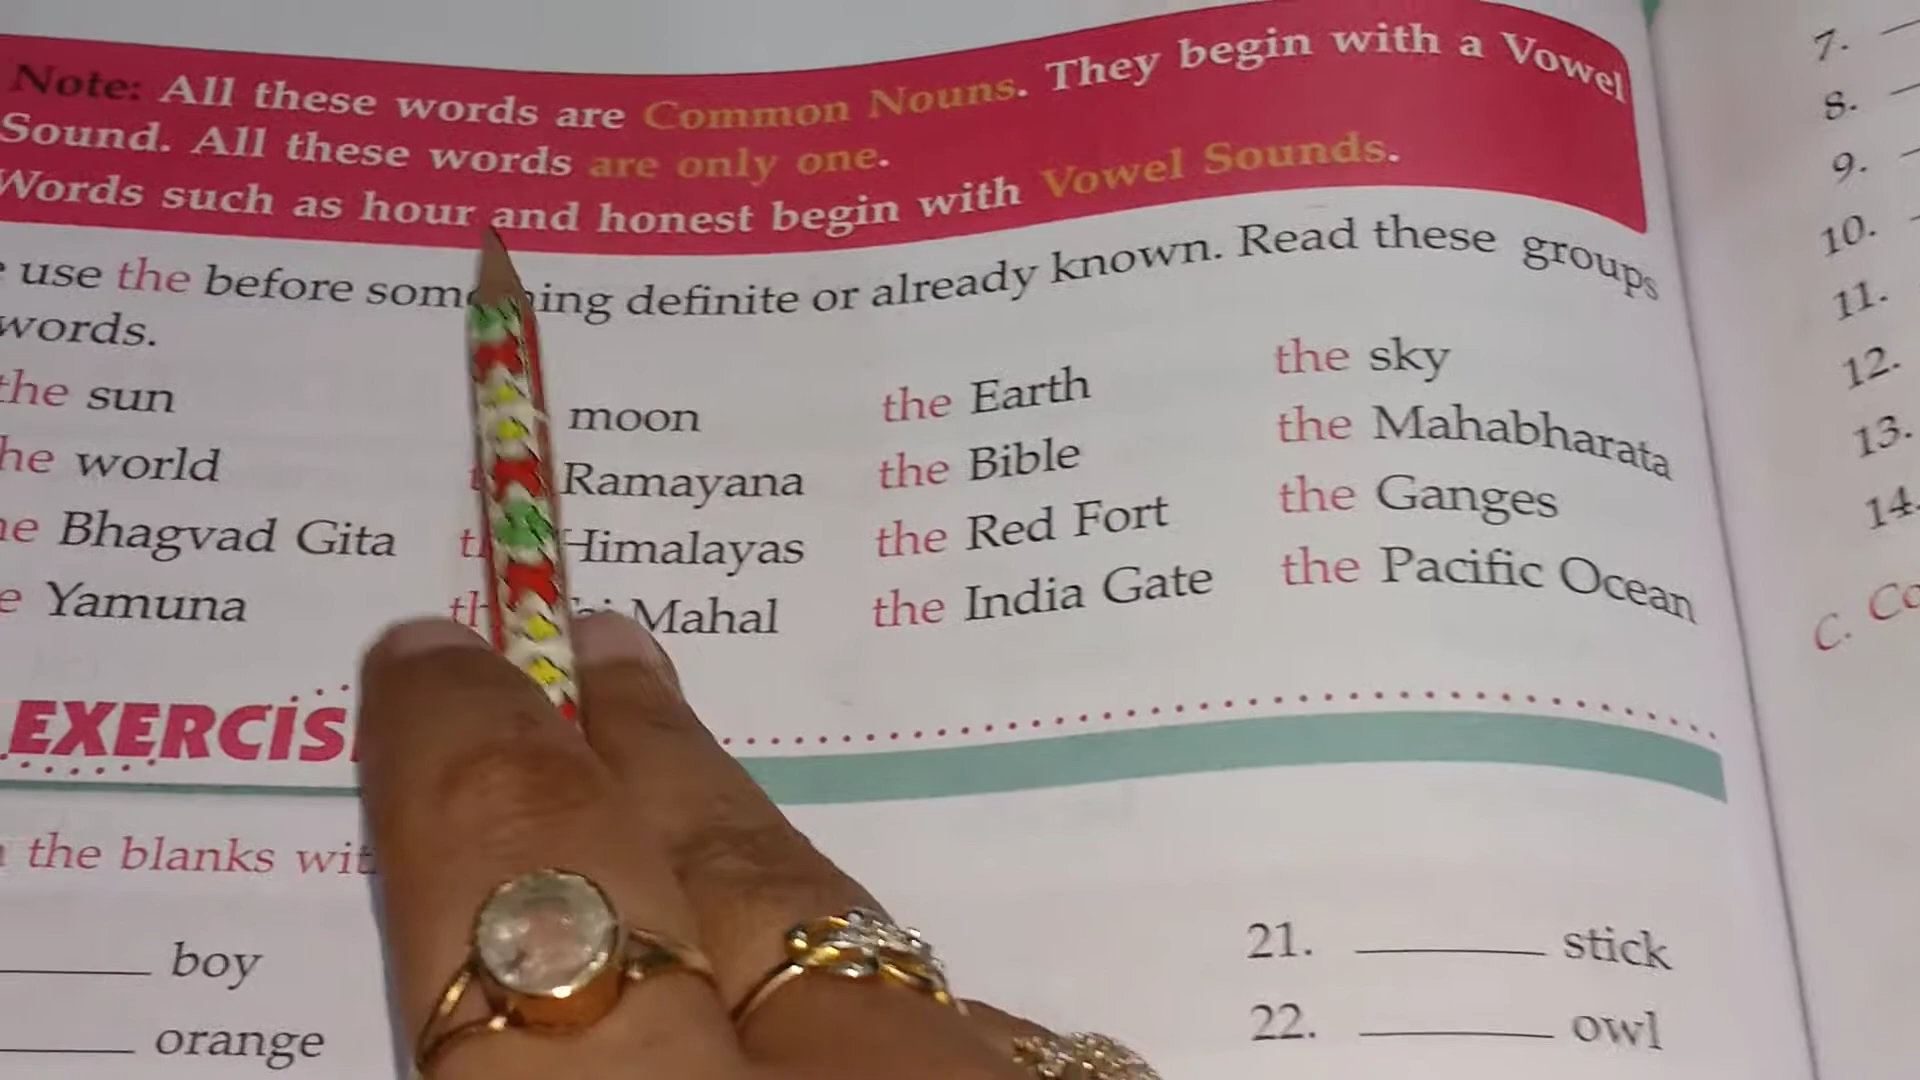 Note: All these words are Common Nouns. They begin with a Vowel
Sound. All these words are only one.
Words such as hour and honest begin with Vowel Sounds.
use the before something definite or already known. Read these groups
words.
the sun moon the Earth the sky
he world Ramayana the Bible the Mahabharata
he Bhagvad Gita Himalayas the Red Fort the Ganges
e Yamuna Mahal the India Gate the Pacific Ocean
EXERCIS
the blanks wit
boy 21. stick
orange 22. owl
7.
8.
9.
10.
11.
12.
13.
14.
C. Co